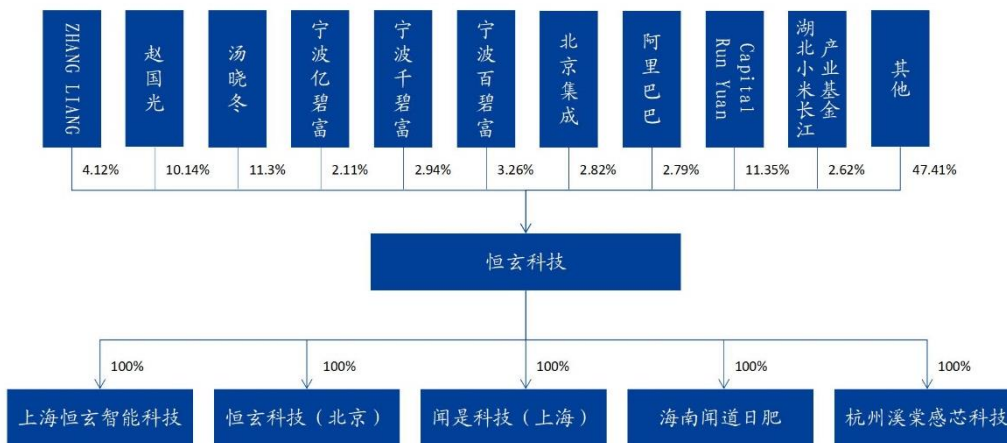 ZHANG LIANG
赵国光
汤晓冬
宁波亿碧富
宁波千碧富
宁波百碧富
北京集成
阿里巴巴
Run Yuan
Capital
湖北小米长江
产业基金
其他
4.12%
10.14%
11.3%
2.11%
2.94%
3.26%
2.82%
2.79%
11.35%
2.62%
47.41%
恒玄科技
100%
100%
100%
100%
100%
上海恒玄智能科技
恒玄科技（北京）
闻是科技（上海）
海南闻道日肥
杭州溪棠感芯科技